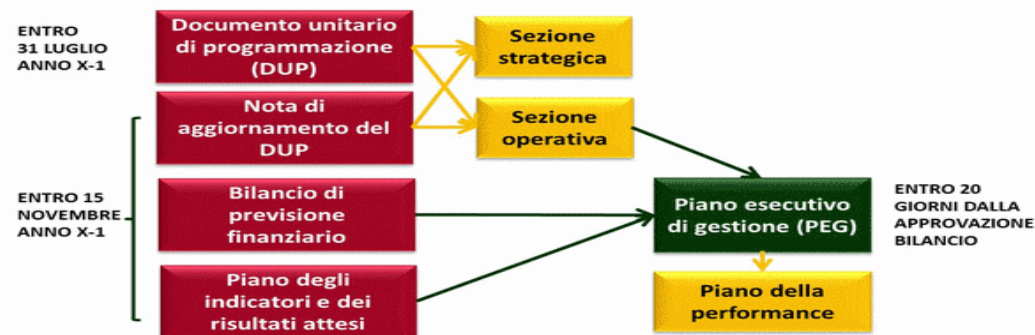 ENTRO
31 LUGLIO
ANNO X-1
Documento unitario
di programmazione
(DUP)
Sezione
strategica
Nota di
aggiornamento del
DUP
Sezione
operativa
ENTRO 15
NOVEMBRE
ANNO X-1
Bilancio di
previsione
finanziario
Piano esecutivo
di gestione (PEG)
ENTRO 20
GIORNI DALLA
APPROVAZIONE
BILANCIO
Piano degli
indicatori e dei
risultati attesi
Piano della
performance